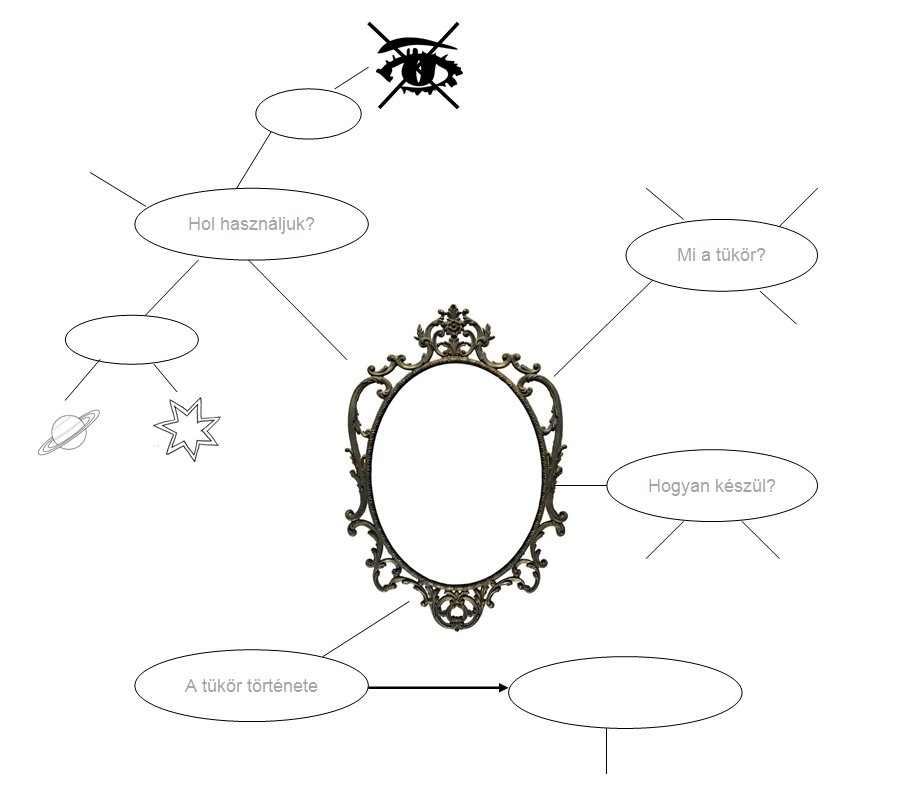 Hol használjuk?
Mi a tükör?
Hogyan készül?
A tükör története